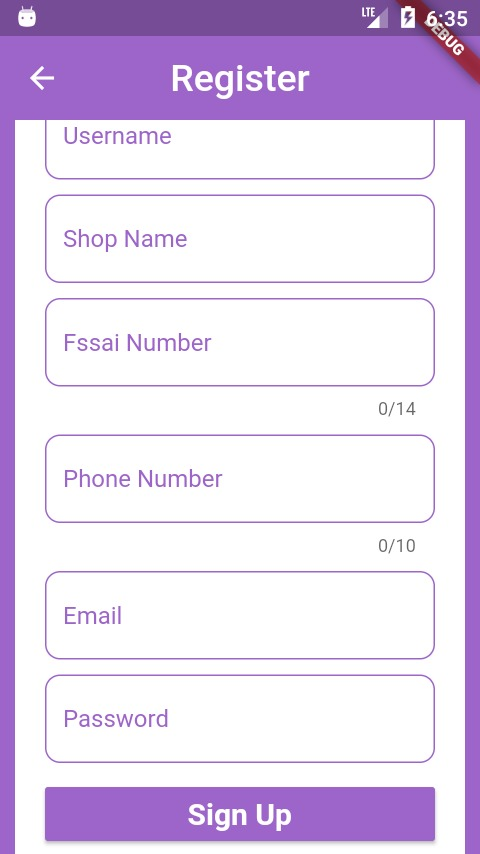 LTE
6:35
DEBUG
Register
Username
Shop Name
Fssai Number
0/14
Phone Number
0/10
Email
Password
Sign Up